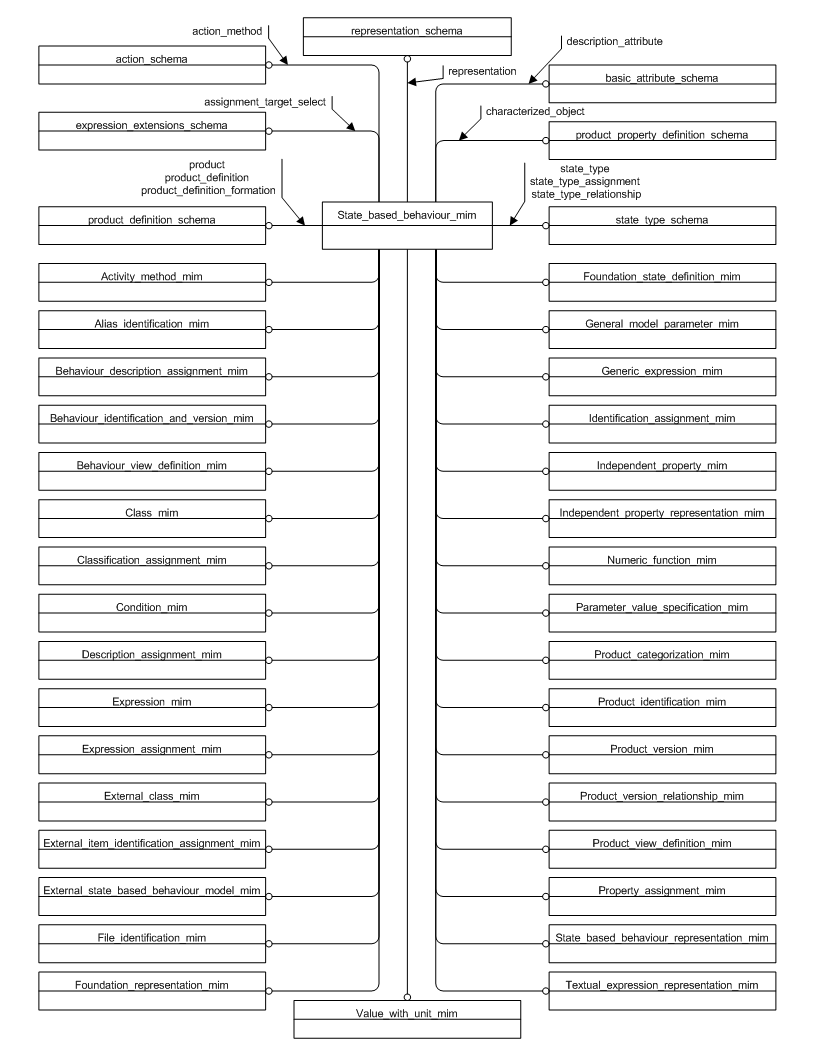 action_method
representation_schema
description_attribute
action_schema
representation
basic_attribute_schema
assignment_target_select
characterized_object
expression_extensions_schema
product_property_definition_schema
product
product_definition
product_definition_formation
state_type
state_type_assignment
state_type_relationship
product_definition_schema
State_based_behaviour_mim
state_type_schema
Activity_method_mim
Foundation_state_definition_mim
Alias_identification_mim
General_model_parameter_mim
Behaviour_description_assignment_mim
Generic_expression_mim
Behaviour_identification_and_version_mim
Identification_assignment_mim
Behaviour_view_definition_mim
Independent_property_mim
Class_mim
Independent_property_representation_mim
Classification_assignment_mim
Numeric_function_mim
Condition_mim
Parameter_value_specification_mim
Description_assignment_mim
Product_categorization_mim
Expression_mim
Product_identification_mim
Expression_assignment_mim
Product_version_mim
External_class_mim
Product_version_relationship_mim
External_item_identification_assignment_mim
Product_view_definition_mim
External_state_based_behaviour_model_mim
Property_assignment_mim
File_identification_mim
State_based_behaviour_representation_mim
Foundation_representation_mim
Textual_expression_representation_mim
Value_with_unit_mim